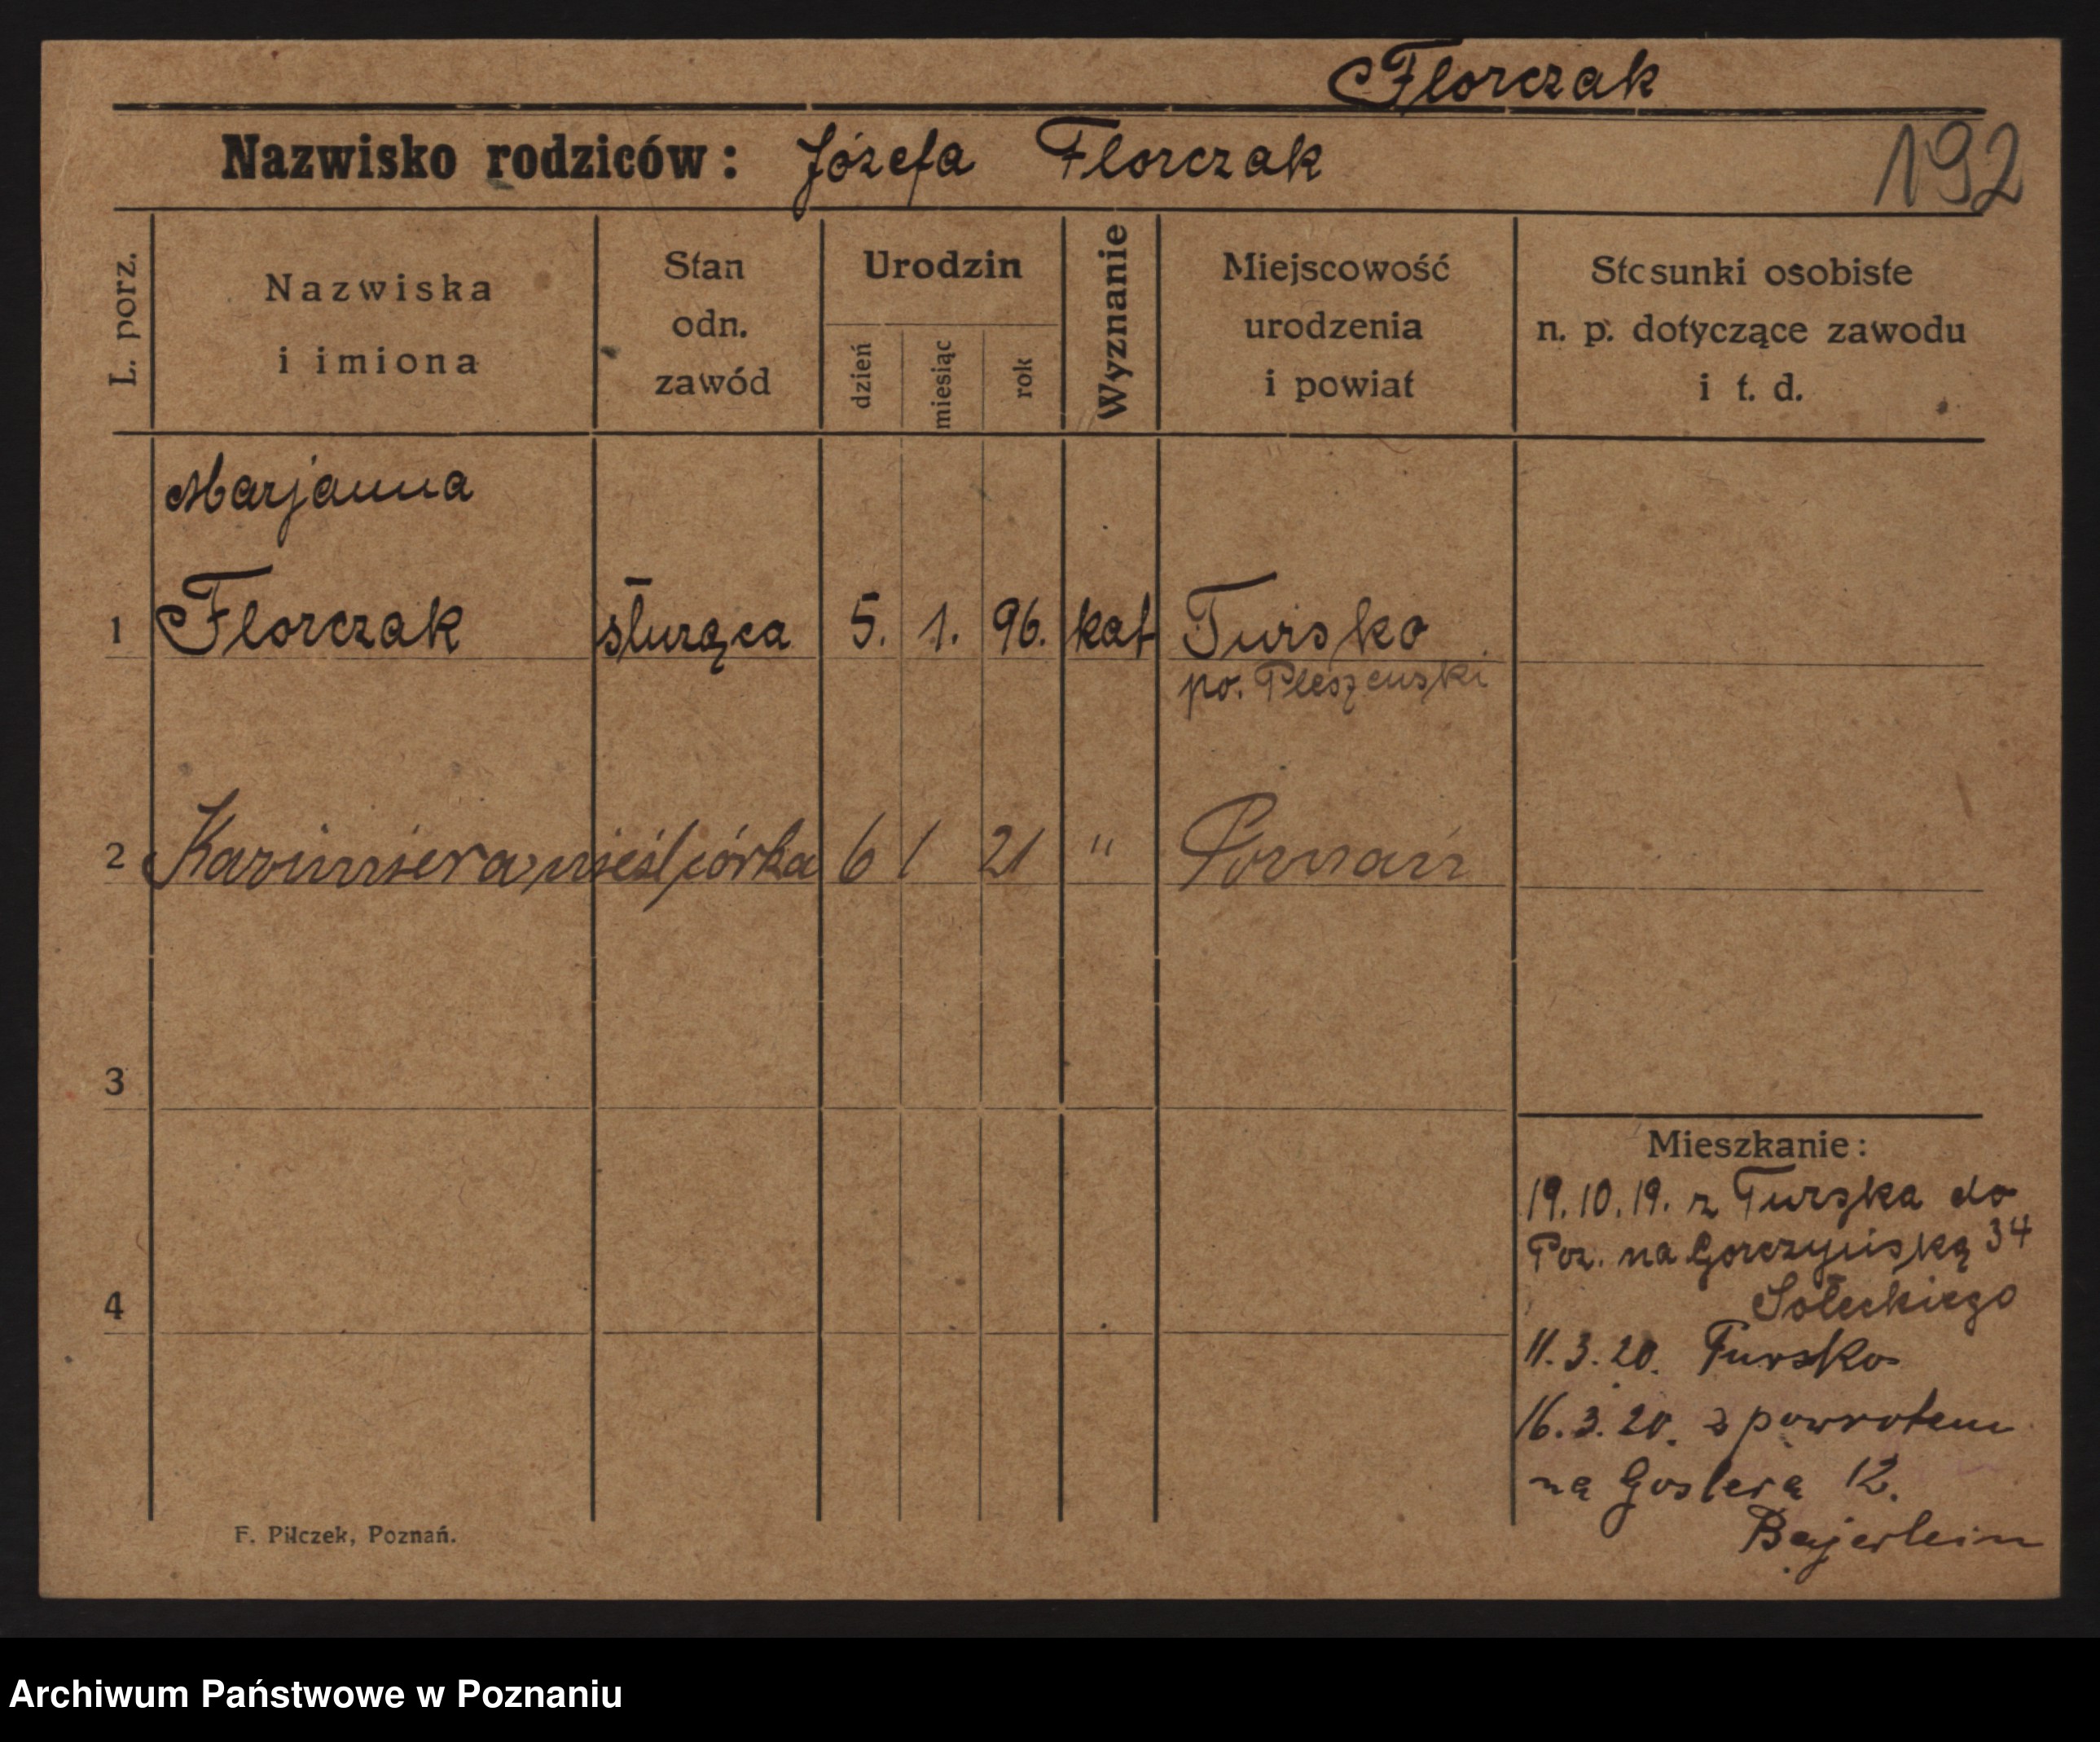 Florczak
Nazwisko rodziców: Józefa Florczak
192
L. porz.
Nazwiska
i imiona
Stan
odn.
zawód
Urodzin
dzień
miesiąc
rok
Wyznanie
Miejscowość
urodzenia
i powiat
Stosunki osobiste
n. p. dotyczące zawodu
i t. d.
Marjanna
1 Florczak służąca 5. 1. 96. kat Tursko
po. Pleszewski
2 Kazimiera nieśl córka 6 1 21 " Poznań
3
4
Mieszkanie:
19.10.19. z Turska do
Poz. na Gorczyńską 34
Sołeckiego
11.3.20. Tursko
16.3.20. z powrotem
na Goslera 12.
Bajerlein
F. Pilczek, Poznań.
Archiwum Państwowe w Poznaniu